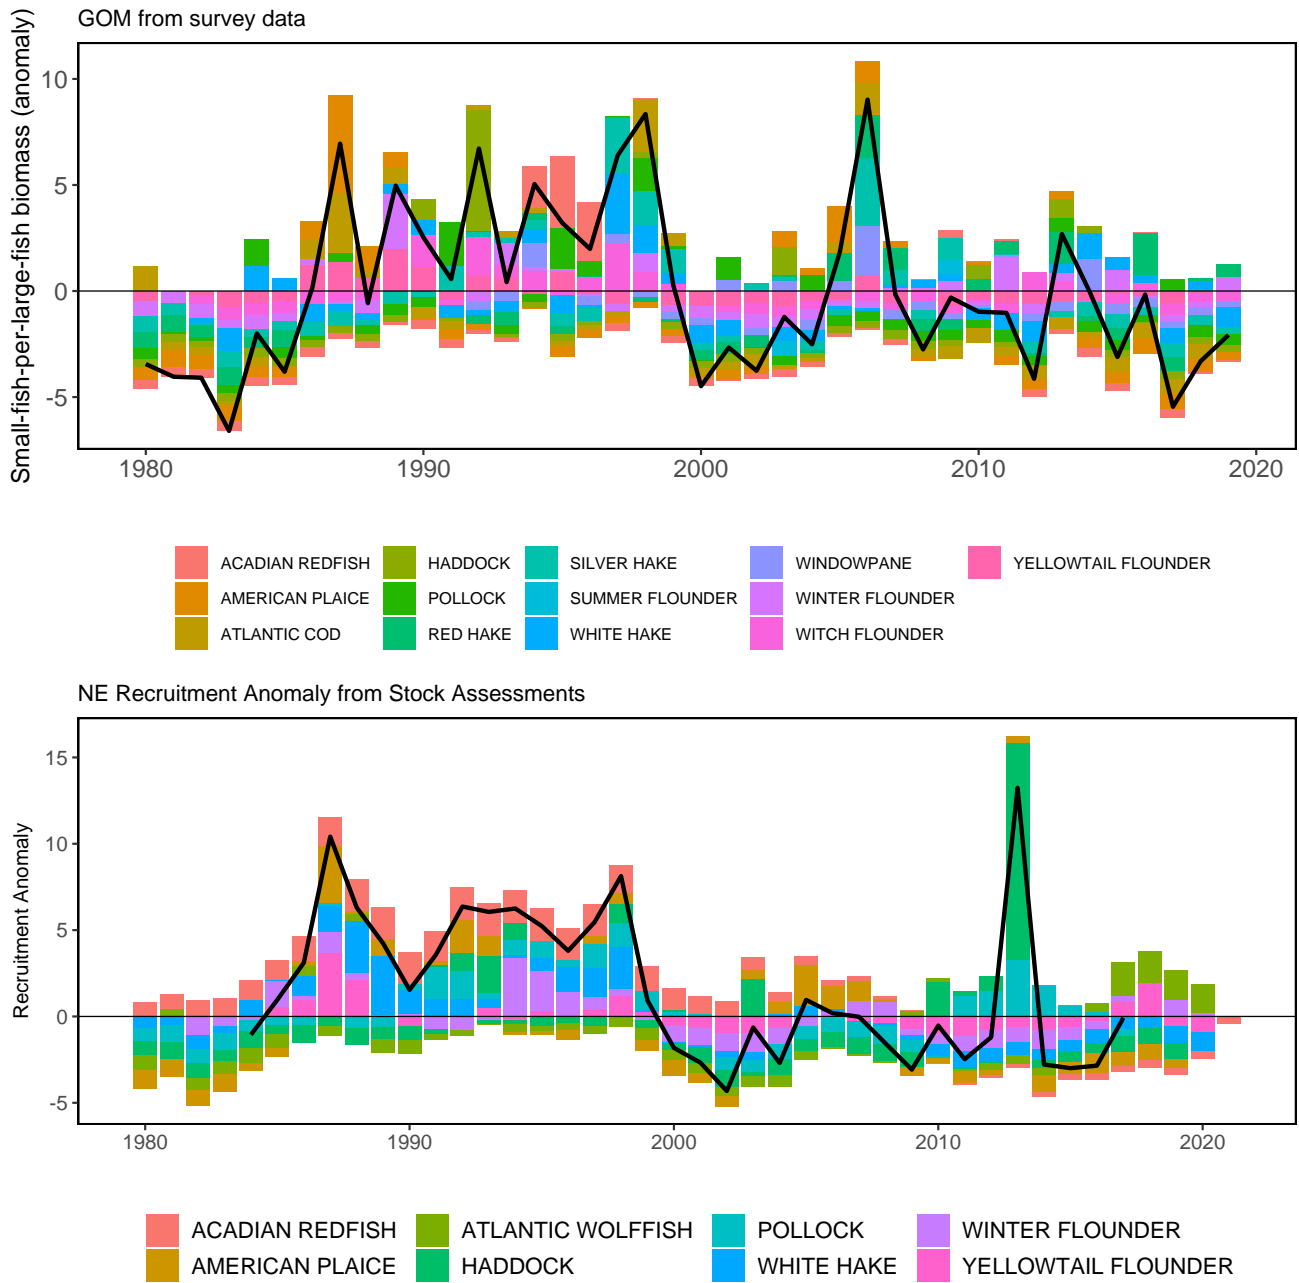 GOM from survey data
Small-fish-per-large-fish biomass (anomaly)
10
5
0
-5
1980 1990 2000 2010 2020
ACADIAN REDFISH HADDOCK SILVER HAKE WINDOWPANE YELLOWTAIL FLOUNDER
AMERICAN PLAICE POLLOCK SUMMER FLOUNDER WINTER FLOUNDER
ATLANTIC COD RED HAKE WHITE HAKE WITCH FLOUNDER
NE Recruitment Anomaly from Stock Assessments
Recruitment Anomaly
15
10
5
0
-5
1980 1990 2000 2010 2020
ACADIAN REDFISH ATLANTIC WOLFFISH POLLOCK WINTER FLOUNDER
AMERICAN PLAICE HADDOCK WHITE HAKE YELLOWTAIL FLOUNDER